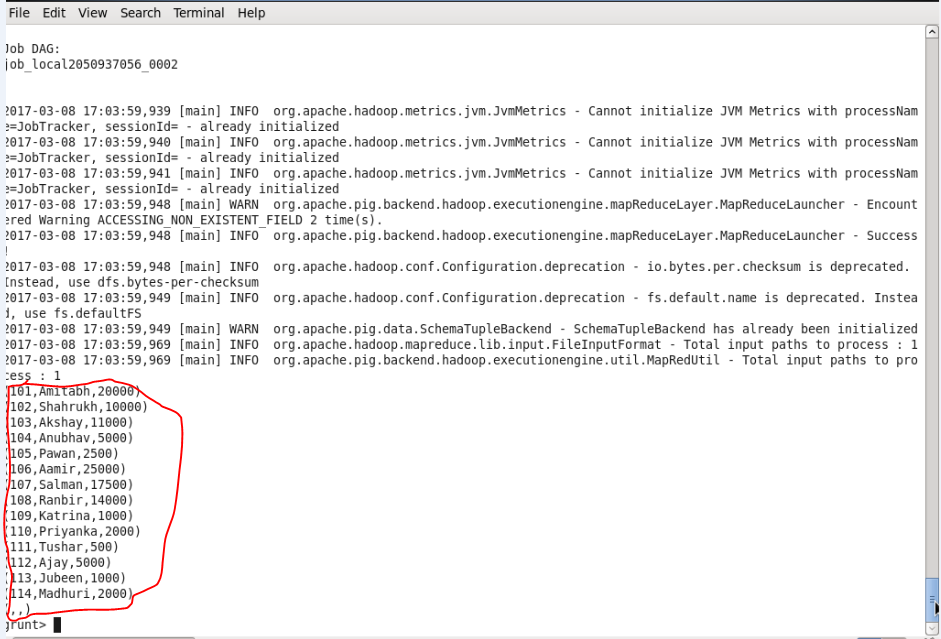 File Edit View Search Terminal Help
Job DAG:
job_local2050937056_0002
2017-03-08 17:03:59,939 [main] INFO  org.apache.hadoop.metrics.jvm.JvmMetrics - Cannot initialize JVM Metrics with processNam
e=JobTracker, sessionId= - already initialized
2017-03-08 17:03:59,940 [main] INFO  org.apache.hadoop.metrics.jvm.JvmMetrics - Cannot initialize JVM Metrics with processNam
e=JobTracker, sessionId= - already initialized
2017-03-08 17:03:59,941 [main] INFO  org.apache.hadoop.metrics.jvm.JvmMetrics - Cannot initialize JVM Metrics with processNam
e=JobTracker, sessionId= - already initialized
2017-03-08 17:03:59,948 [main] WARN  org.apache.pig.backend.hadoop.executionengine.mapReduceLayer.MapReduceLauncher - Encount
ered Warning ACCESSING_NON_EXISTENT_FIELD 2 time(s).
2017-03-08 17:03:59,948 [main] INFO  org.apache.pig.backend.hadoop.executionengine.mapReduceLayer.MapReduceLauncher - Success
!
2017-03-08 17:03:59,948 [main] INFO  org.apache.hadoop.conf.Configuration.deprecation - io.bytes.per.checksum is deprecated.
Instead, use dfs.bytes-per-checksum
2017-03-08 17:03:59,949 [main] INFO  org.apache.hadoop.conf.Configuration.deprecation - fs.default.name is deprecated. Instea
d, use fs.defaultFS
2017-03-08 17:03:59,949 [main] WARN  org.apache.pig.data.SchemaTupleBackend - SchemaTupleBackend has already been initialized
2017-03-08 17:03:59,969 [main] INFO  org.apache.hadoop.mapreduce.lib.input.FileInputFormat - Total input paths to process : 1
2017-03-08 17:03:59,969 [main] INFO  org.apache.pig.backend.hadoop.executionengine.util.MapRedUtil - Total input paths to pro
cess : 1
(101,Amitabh,20000)
(102,Shahrukh,10000)
(103,Akshay,11000)
(104,Anubhav,5000)
(105,Pawan,2500)
(106,Aamir,25000)
(107,Salman,17500)
(108,Ranbir,14000)
(109,Katrina,1000)
(110,Priyanka,2000)
(111,Tushar,500)
(112,Ajay,5000)
(113,Jubeen,1000)
(114,Madhuri,2000)
(,,)
grunt>